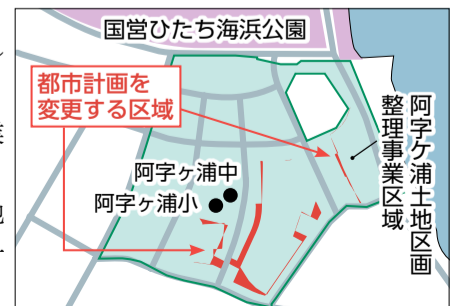 国営ひたち海浜公園
都市計画を
変更する区域
阿字ヶ浦中
阿字ヶ浦小
阿字ケ浦土地区画
整理事業区域